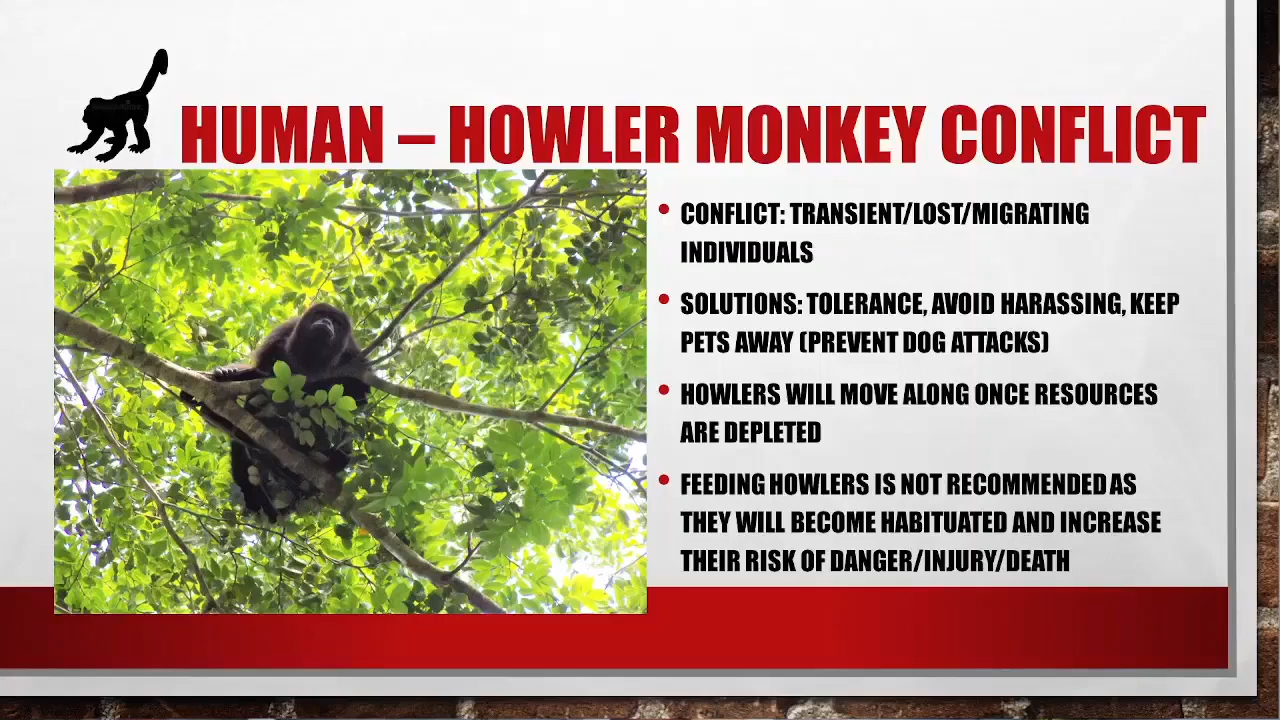 HUMAN – HOWLER MONKEY CONFLICT
CONFLICT: TRANSIENT/LOST/MIGRATING
INDIVIDUALS
SOLUTIONS: TOLERANCE, AVOID HARASSING, KEEP
PETS AWAY (PREVENT DOG ATTACKS)
HOWLERS WILL MOVE ALONG ONCE RESOURCES
ARE DEPLETED
FEEDING HOWLERS IS NOT RECOMMENDED AS
THEY WILL BECOME HABITUATED AND INCREASE
THEIR RISK OF DANGER/INJURY/DEATH